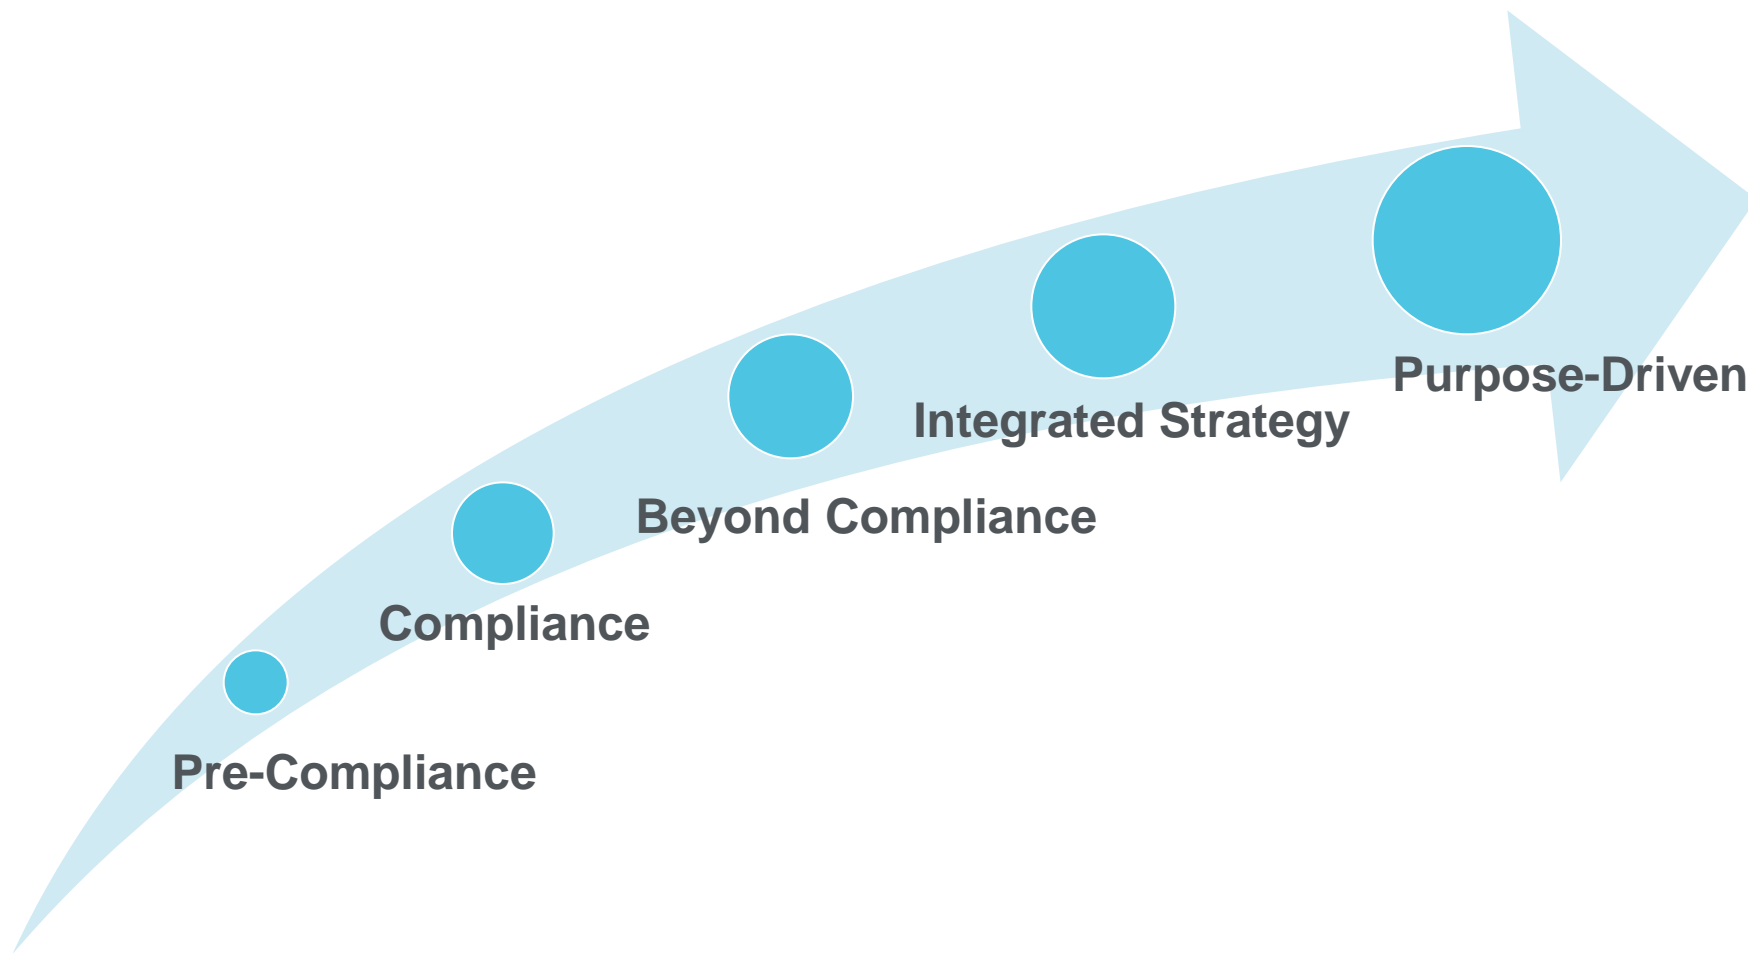 Purpose-Driven
Integrated Strategy
Beyond Compliance
Compliance
Pre-Compliance